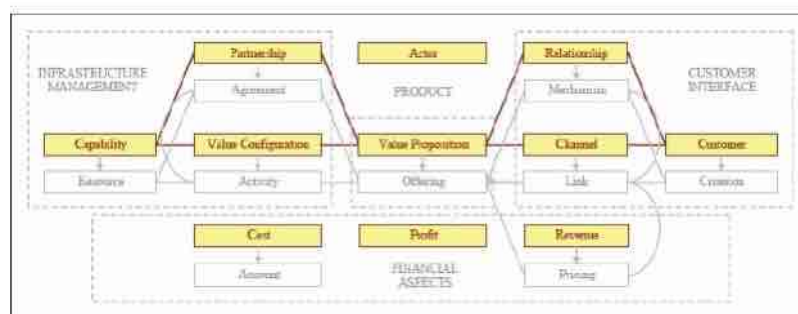 Partnership
Actor
Relationship
INFRASTRUCTURE
MANAGEMENT
Agreement
PRODUCT
Mechanism
CUSTOMER
INTERFACE
Capability
Value Configuration
Value Proposition
Channel
Customer
Resource
Activity
Offering
Link
Criterion
Cost
Profit
Revenue
Account
FINANCIAL
ASPECTS
Pricing